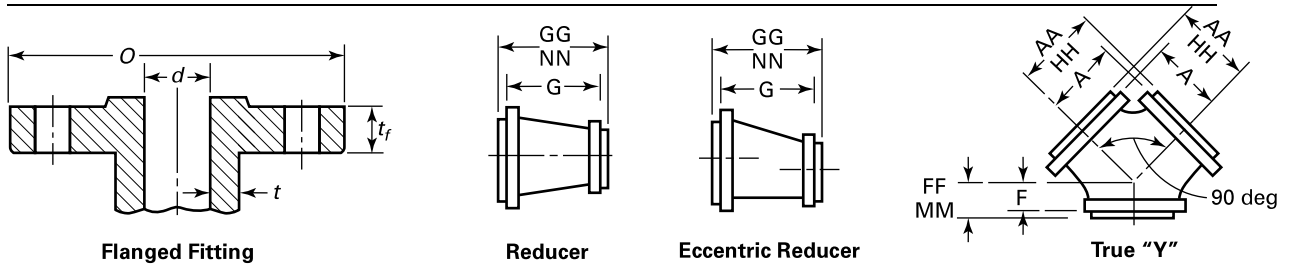 O
d
t_f
t
Flanged Fitting
GG
NN
G
Reducer
GG
NN
G
Eccentric Reducer
AA
HH
A
AA
HH
A
FF
MM
F
90 deg
True “Y”